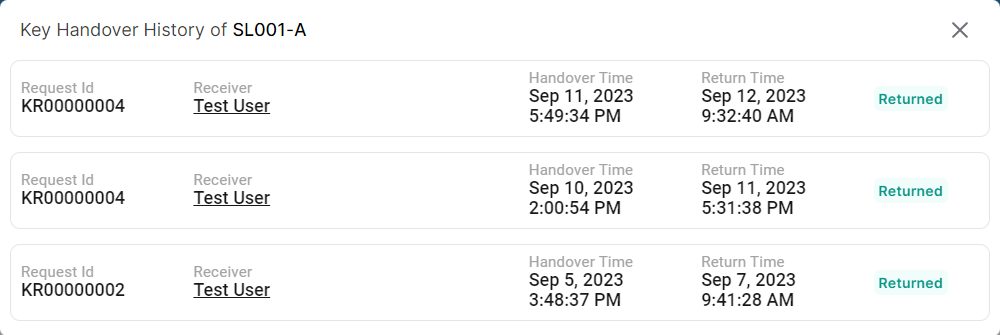 Key Handover History of SL001-A
Request Id
KR00000004
Receiver
Test User
Handover Time
Sep 11, 2023
5:49:34 PM
Return Time
Sep 12, 2023
9:32:40 AM
Returned
Request Id
KR00000004
Receiver
Test User
Handover Time
Sep 10, 2023
2:00:54 PM
Return Time
Sep 11, 2023
5:31:38 PM
Returned
Request Id
KR00000002
Receiver
Test User
Handover Time
Sep 5, 2023
3:48:37 PM
Return Time
Sep 7, 2023
9:41:28 AM
Returned